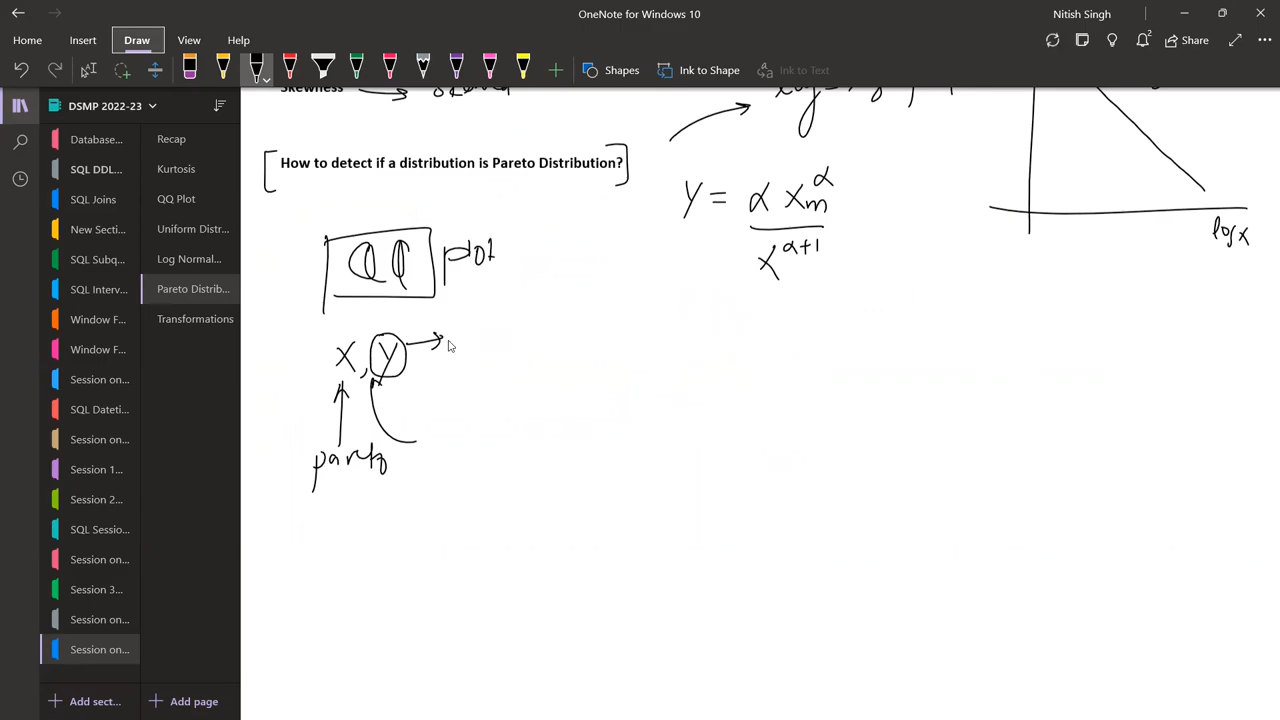 OneNote for Windows 10
Nitish Singh
Home Insert Draw View Help
Share
Shapes
Ink to Shape
Ink to Text
DSMP 2022-23
Database...
SQL DDL...
SQL Joins
New Secti...
SQL Subq...
SQL Interv...
Window F...
Window F...
Session on...
SQL Dateti...
Session on...
Session 1...
Session 2...
SQL Sessio...
Session on...
Session 3...
Session on...
Session on...
Add sect...
Recap
Kurtosis
QQ Plot
Uniform Distr...
Log Normal...
Pareto Distrib...
Transformations
Add page
Skewness
How to detect if a distribution is Pareto Distribution?
QQ plot
X, Y →
pareto
y = α xm^α
x^α+1
log x